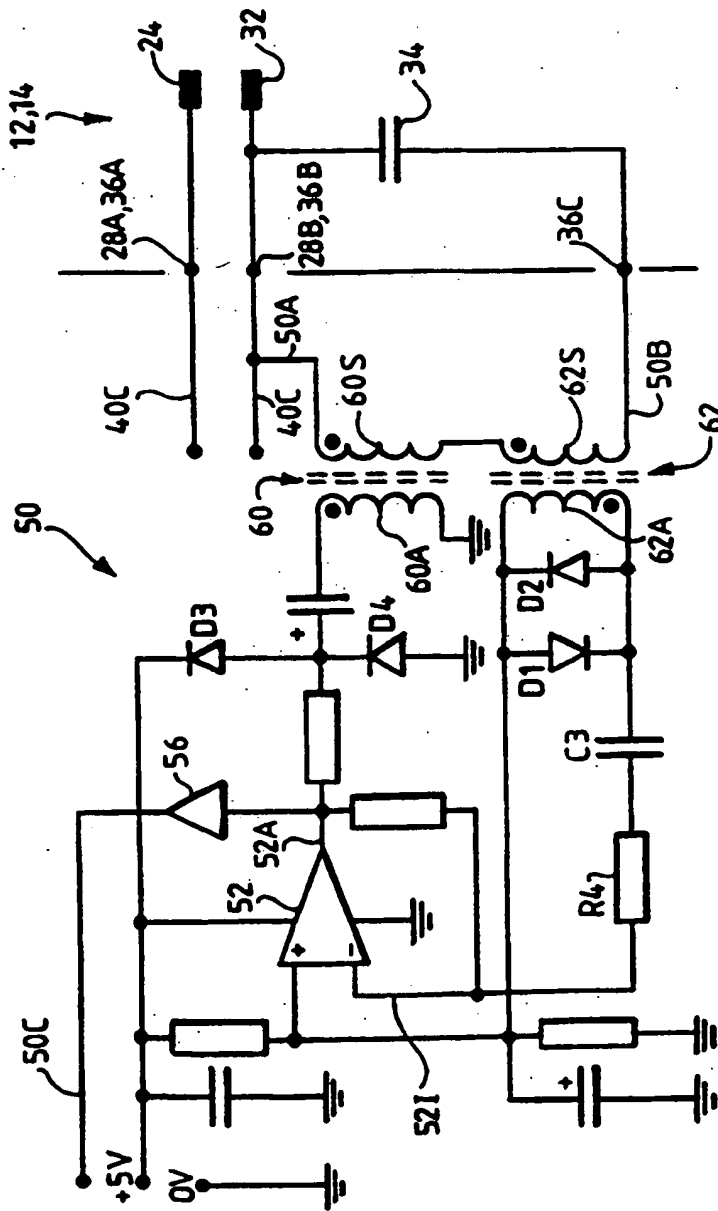 12,14
24
32
34
28A,36A
28B,36B
36C
40C
40C
50A
50B
50
60
60S
60A
62S
62A
62
D3
D4
D2
D1
C3
R4
56
52A
52
+
+
-
52I
50C
+5V
0V
+